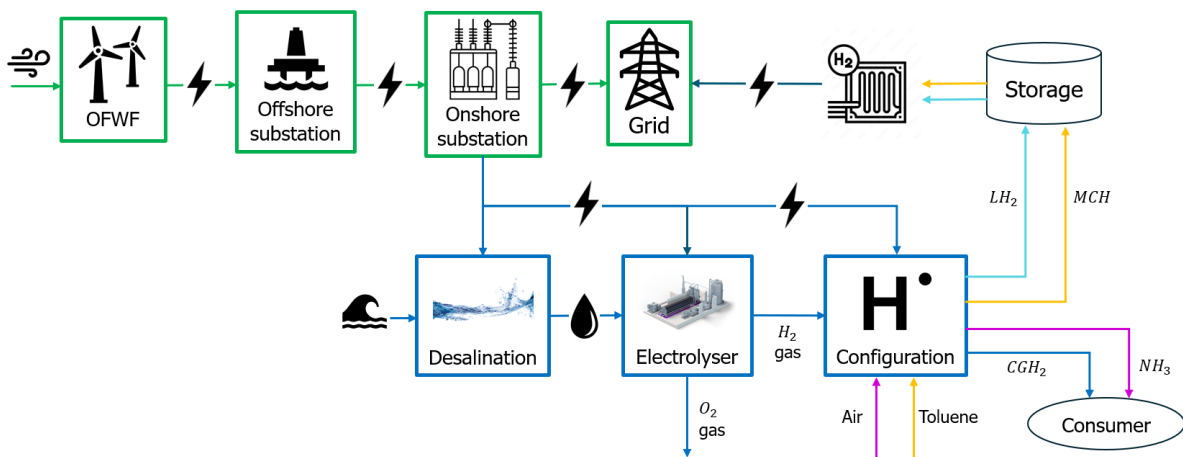 OFWF
Offshore
substation
Onshore
substation
Grid
H₂
Storage
LH₂
MCH
Desalination
Electrolyser
H₂
gas
H
Configuration
CGH₂
NH₃
O₂
gas
Air
Toluene
Consumer